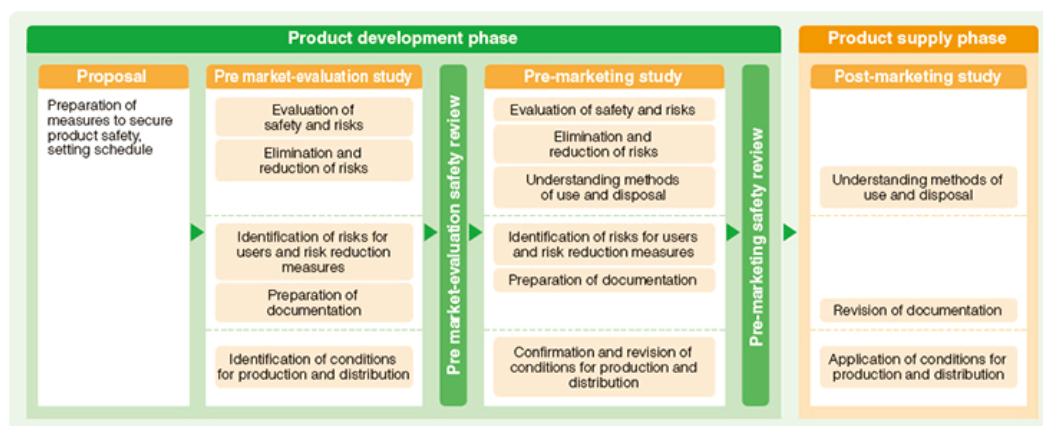 Product development phase
Product supply phase
Proposal
Preparation of
measures to secure
product safety,
setting schedule
Pre market-evaluation study
Evaluation of
safety and risks
Elimination and
reduction of risks
Identification of risks for
users and risk reduction
measures
Preparation of
documentation
Identification of conditions
for production and distribution
Pre market-evaluation safety review
Pre-marketing study
Evaluation of safety and risks
Elimination and
reduction of risks
Understanding methods
of use and disposal
Identification of risks for users
and risk reduction measures
Preparation of documentation
Confirmation and revision of
conditions for production and
distribution
Pre-marketing safety review
Post-marketing study
Understanding methods of
use and disposal
Revision of documentation
Application of conditions for
production and distribution